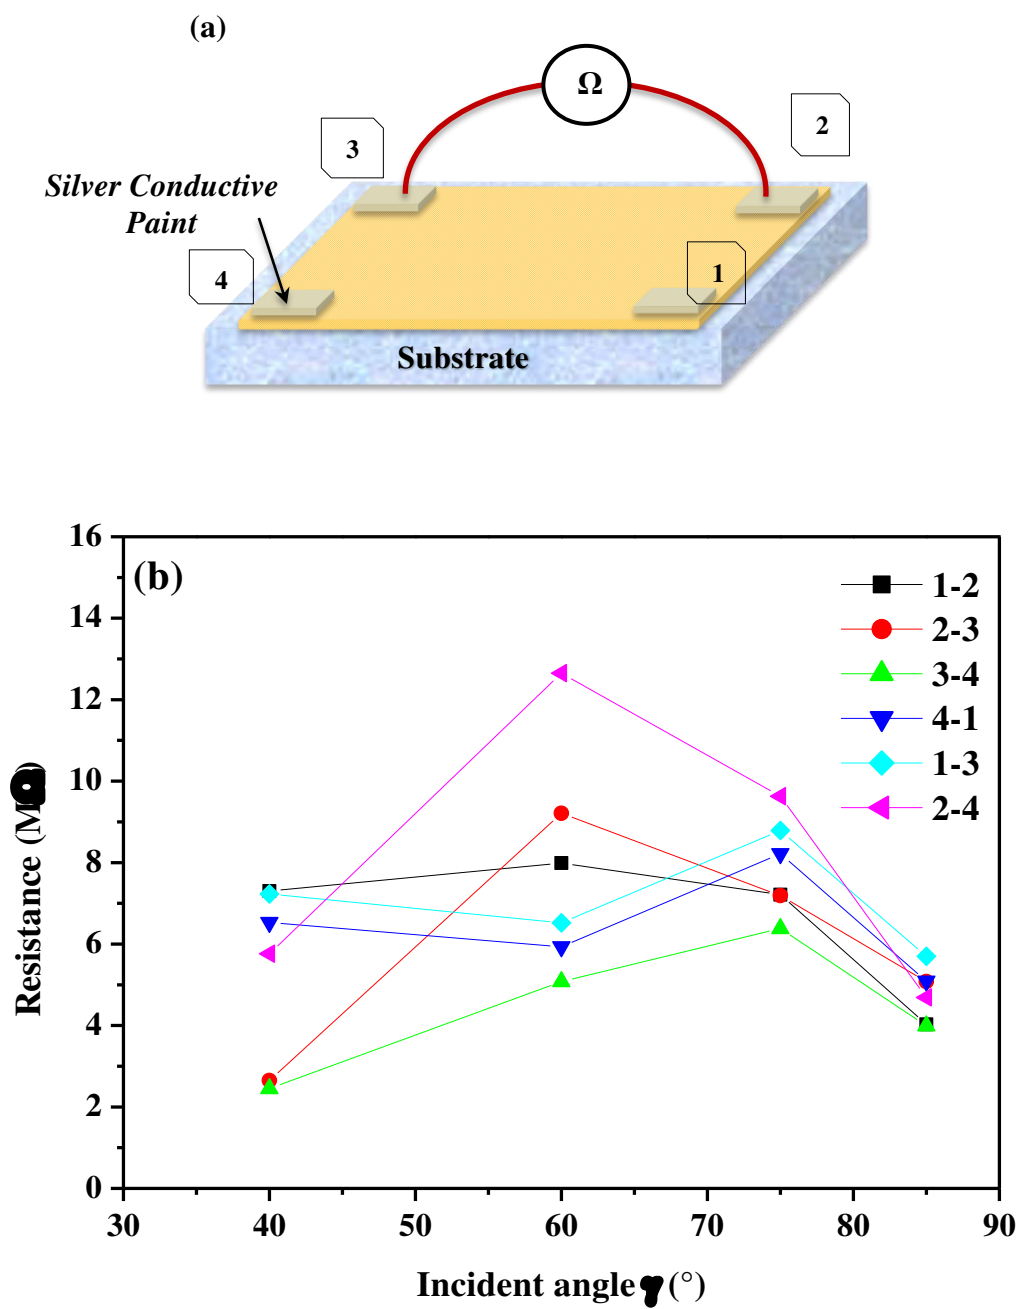 (a)
Ω
2
3
Silver Conductive
Paint
4
1
Substrate
(b)
16
14
12
10
8
6
4
2
0
1-2
2-3
3-4
4-1
1-3
2-4
Resistance (M
30 40 50 60 70 80 90
Incident angle (°)